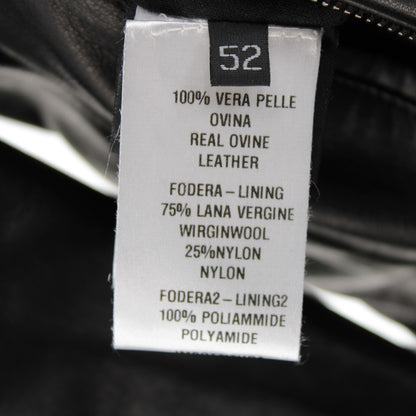 52
100% VERA PELLE
OVINA
REAL OVINE
LEATHER
FODERA - LINING
75% LANA VERGINE
WIRGINWOOL
25%NYLON
NYLON
FODERA2 - LINING2
100% POLIAMMIDE
POLYAMIDE